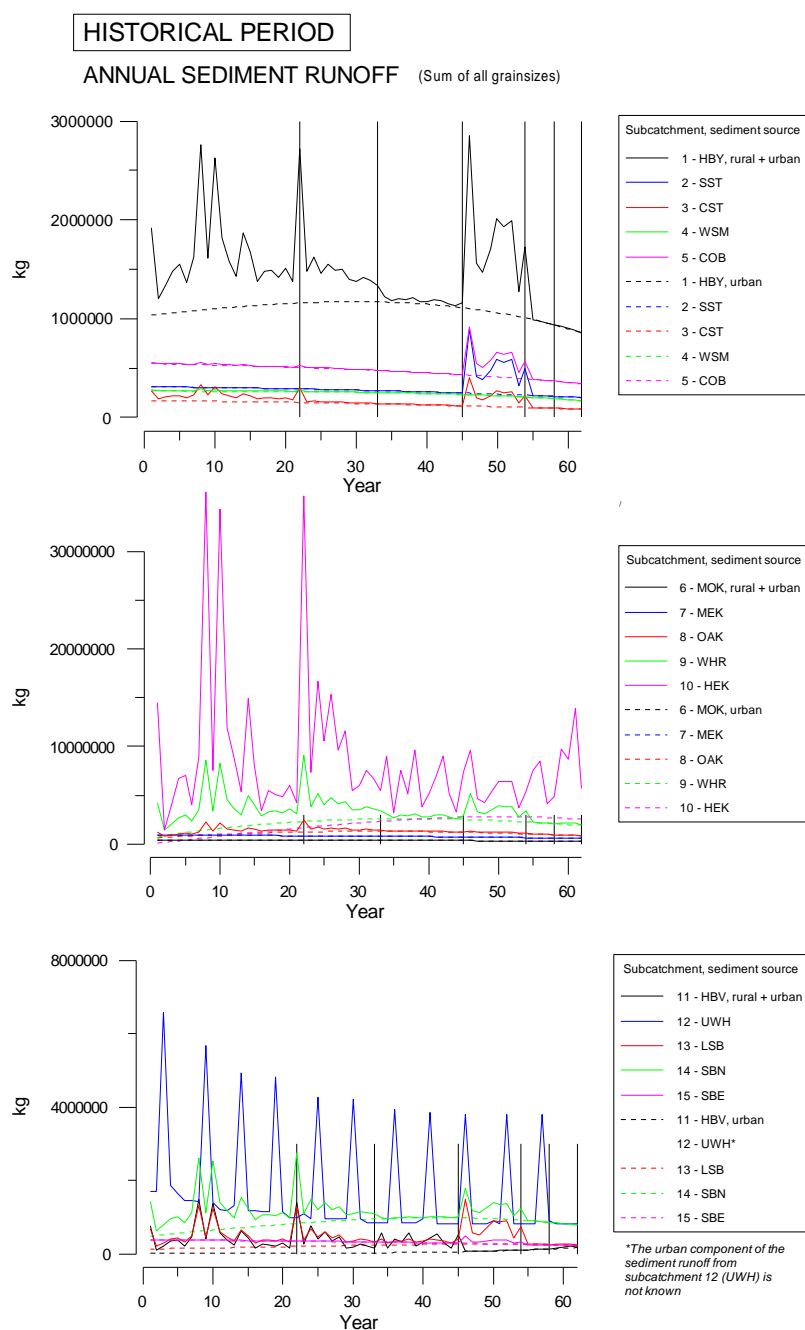 HISTORICAL PERIOD
ANNUAL SEDIMENT RUNOFF (Sum of all grainsizes)
3000000
2000000
1000000
0
kg
0 10 20 30 40 50 60
Year
Subcatchment, sediment source
1 - HBY, rural + urban
2 - SST
3 - CST
4 - WSM
5 - COB
1 - HBY, urban
2 - SST
3 - CST
4 - WSM
5 - COB
30000000
20000000
10000000
0
kg
0 10 20 30 40 50 60
Year
Subcatchment, sediment source
6 - MOK, rural + urban
7 - MEK
8 - OAK
9 - WHR
10 - HEK
6 - MOK, urban
7 - MEK
8 - OAK
9 - WHR
10 - HEK
8000000
4000000
0
kg
0 10 20 30 40 50 60
Year
Subcatchment, sediment source
11 - HBV, rural + urban
12 - UWH
13 - LSB
14 - SBN
15 - SBE
11 - HBV, urban
12 - UWH*
13 - LSB
14 - SBN
15 - SBE
*The urban component of the
sediment runoff from
subcatchment 12 (UWH) is
not known